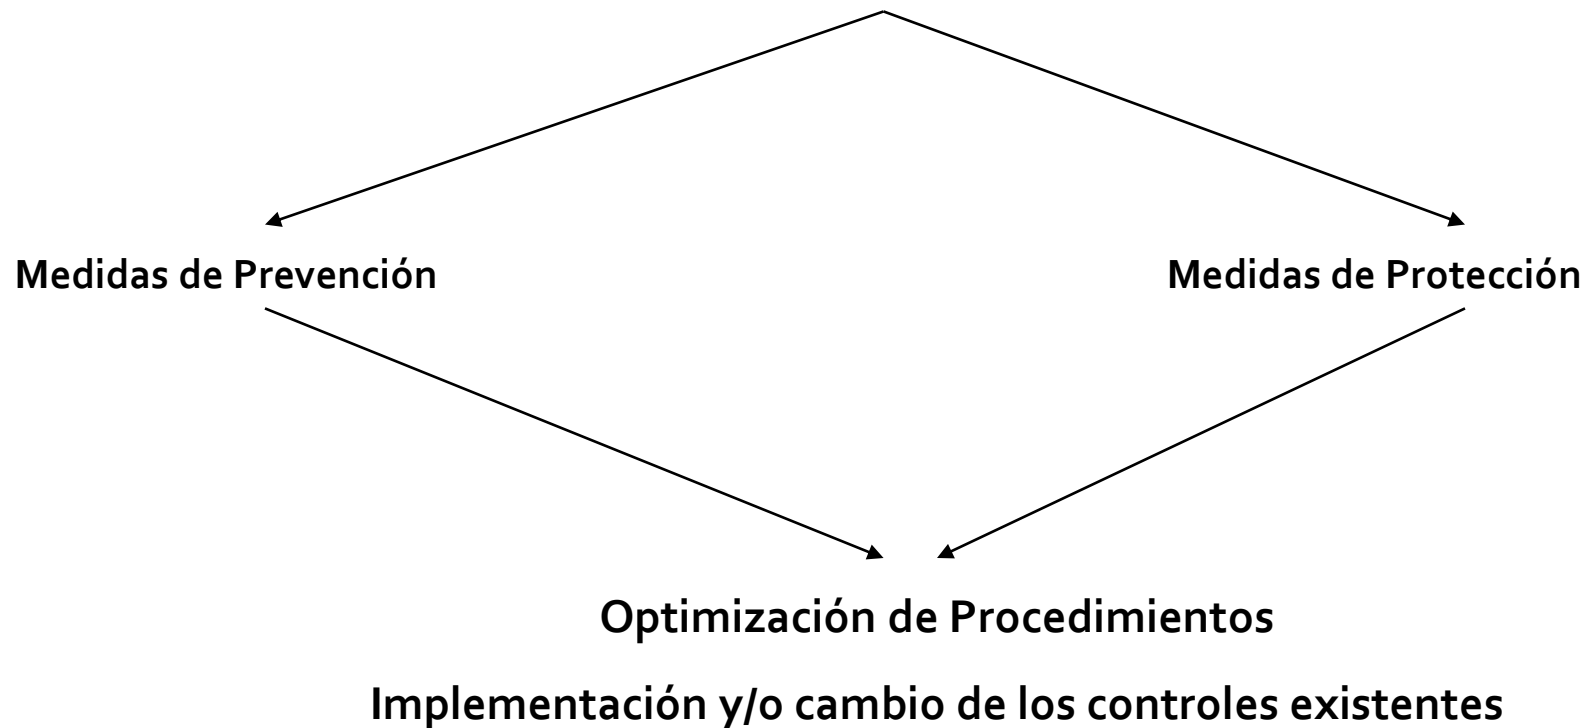 Medidas de Prevención
Medidas de Protección
Optimización de Procedimientos
Implementación y/o cambio de los controles existentes